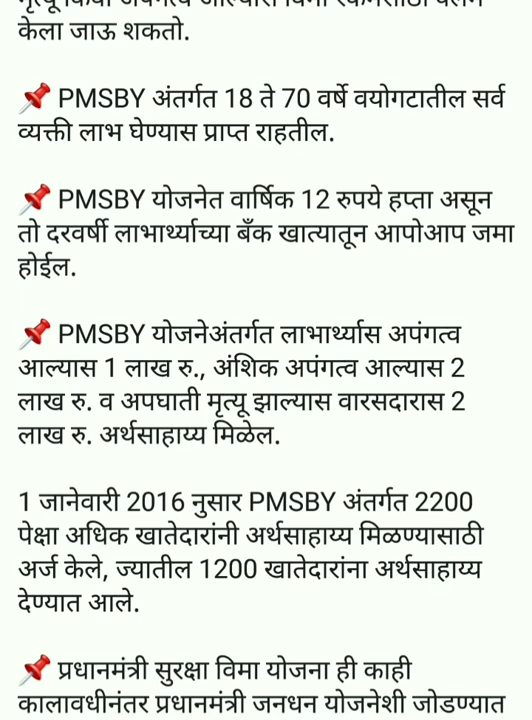 केला जाऊ शकतो.
📌 PMSBY अंतर्गत 18 ते 70 वर्षे वयोगटातील सर्व
व्यक्ती लाभ घेण्यास प्राप्त राहतील.
📌 PMSBY योजनेत वार्षिक 12 रुपये हप्ता असून
तो दरवर्षी लाभार्थ्याच्या बँक खात्यातून आपोआप जमा
होईल.
📌 PMSBY योजनेअंतर्गत लाभार्थ्यास अपंगत्व
आल्यास 1 लाख रु., अंशिक अपंगत्व आल्यास 2
लाख रु. व अपघाती मृत्यू झाल्यास वारसदारास 2
लाख रु. अर्थसाहाय्य मिळेल.
1 जानेवारी 2016 नुसार PMSBY अंतर्गत 2200
पेक्षा अधिक खातेदारांनी अर्थसाहाय्य मिळण्यासाठी
अर्ज केले, ज्यातील 1200 खातेदारांना अर्थसाहाय्य
देण्यात आले.
📌 प्रधानमंत्री सुरक्षा विमा योजना ही काही
कालावधीनंतर प्रधानमंत्री जनधन योजनेशी जोडण्यात